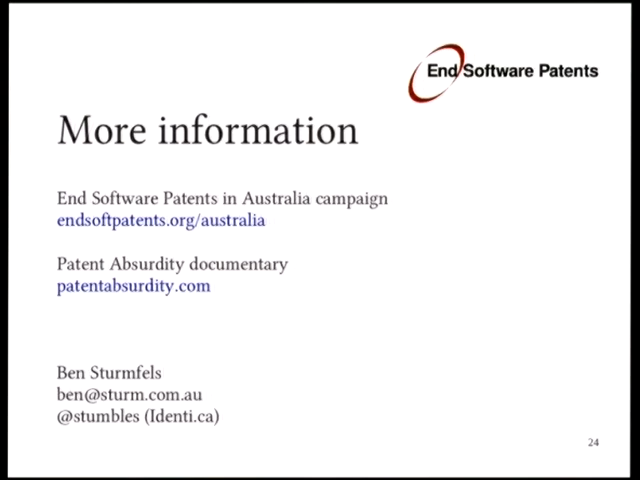 End Software Patents
More information
End Software Patents in Australia campaign
endsoftpatents.org/australia
Patent Absurdity documentary
patentabsurdity.com
Ben Sturmfels
ben@sturm.com.au
@stumbles (Identi.ca)
24